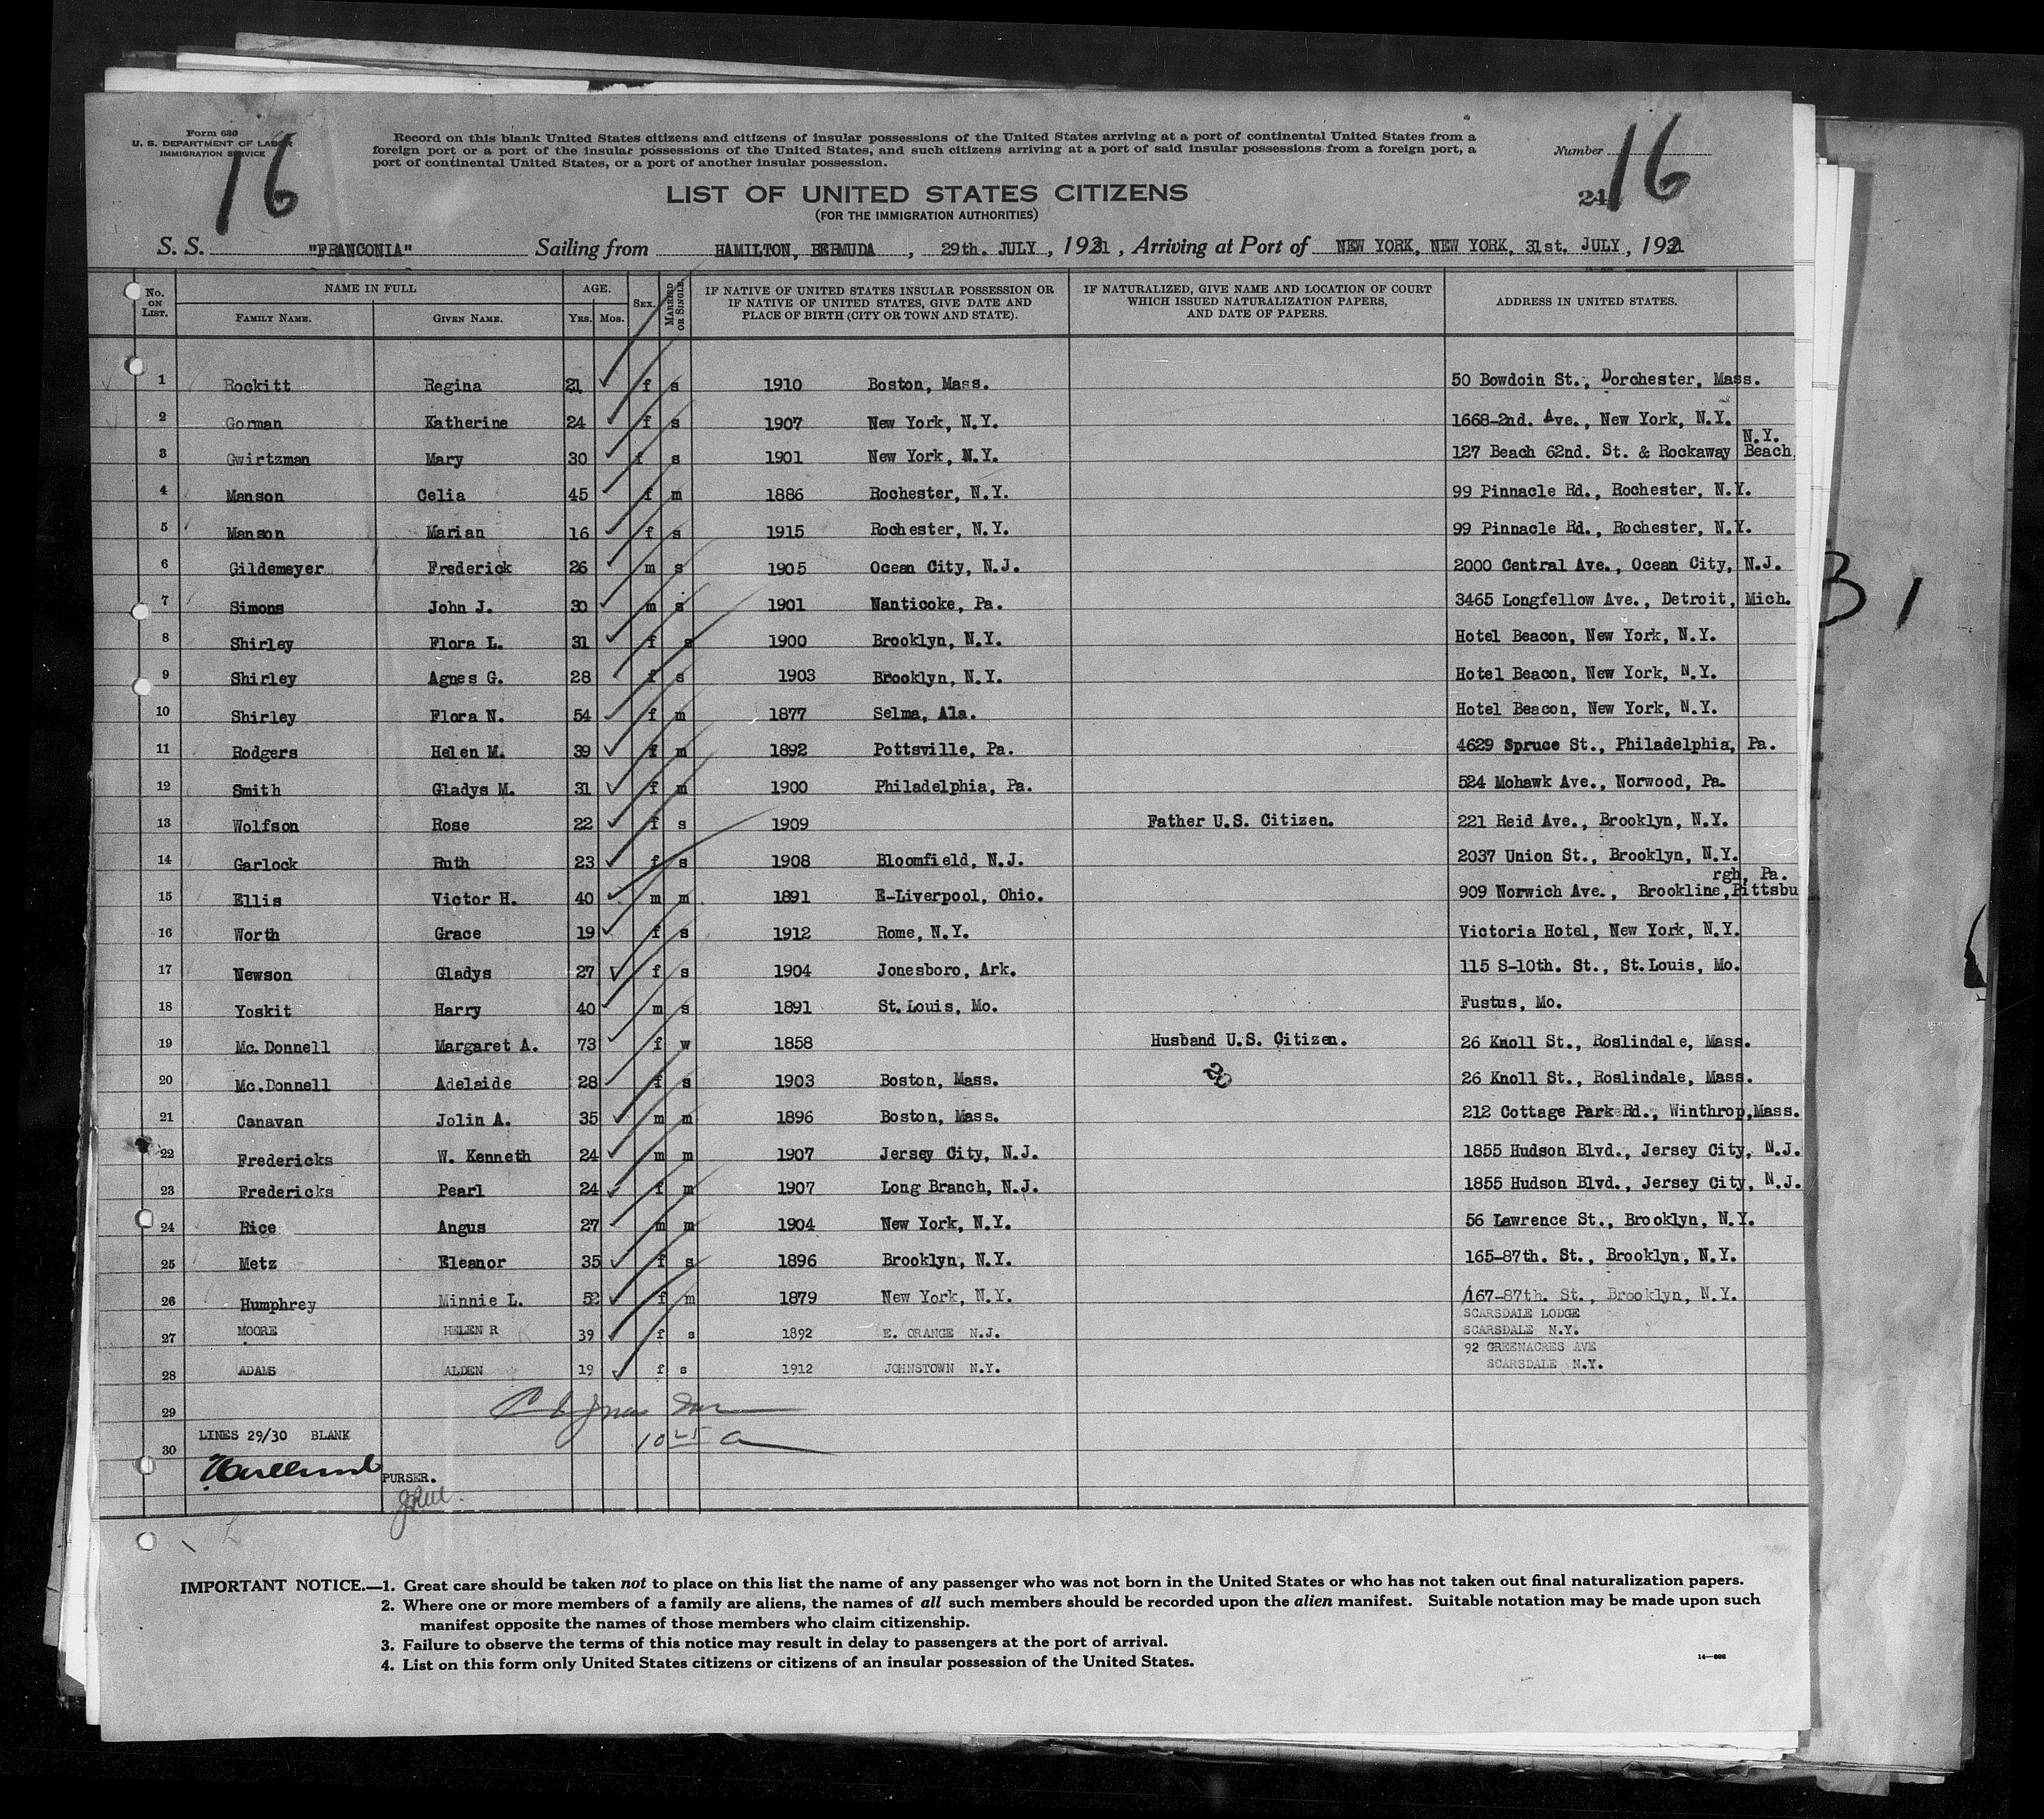 Form 630
U. S. DEPARTMENT OF LABOR
IMMIGRATION SERVICE
16
Record on this blank United States citizens and citizens of insular possessions of the United States arriving at a port of continental United States from a
foreign port or a port of the insular possessions of the United States, and such citizens arriving at a port of said insular possessions from a foreign port, a
port of continental United States, or a port of another insular possession.
Number
16
LIST OF UNITED STATES CITIZENS
(FOR THE IMMIGRATION AUTHORITIES)
24
S. S. "FRANCONIA" Sailing from HAMILTON, BERMUDA, 29th. JULY, 1931, Arriving at Port of NEW YORK, NEW YORK, 31st. JULY, 1931
No. ON LIST. NAME IN FULL FAMILY NAME. GIVEN NAME. AGE. YRS. MOS. SEX. MARRIED OR SINGLE. IF NATIVE OF UNITED STATES INSULAR POSSESSION OR IF NATIVE OF UNITED STATES, GIVE DATE AND PLACE OF BIRTH (CITY OR TOWN AND STATE). IF NATURALIZED, GIVE NAME AND LOCATION OF COURT WHICH ISSUED NATURALIZATION PAPERS, AND DATE OF PAPERS. ADDRESS IN UNITED STATES.
1 Rockitt Regina 21 f s 1910 Boston, Mass. 50 Bowdoin St., Dorchester, Mass.
2 Gorman Katherine 24 f s 1907 New York, N.Y. 1668-2nd. Ave., New York, N.Y.
3 Gwirtzman Mary 30 f s 1901 New York, N.Y. 127 Beach 62nd. St. & Rockaway Beach, N.Y.
4 Manson Celia 45 f m 1886 Rochester, N.Y. 99 Pinnacle Rd., Rochester, N.Y.
5 Manson Marian 16 f s 1915 Rochester, N.Y. 99 Pinnacle Rd., Rochester, N.Y.
6 Gildemeyer Frederick 26 m s 1905 Ocean City, N.J. 2000 Central Ave., Ocean City, N.J.
7 Simons John J. 30 m s 1901 Nanticoke, Pa. 3465 Longfellow Ave., Detroit, Mich.
8 Shirley Flora L. 31 f s 1900 Brooklyn, N.Y. Hotel Beacon, New York, N.Y.
9 Shirley Agnes G. 28 f s 1903 Brooklyn, N.Y. Hotel Beacon, New York, N.Y.
10 Shirley Flora N. 54 f m 1877 Selma, Ala. Hotel Beacon, New York, N.Y.
11 Rodgers Helen M. 39 f m 1892 Pottsville, Pa. 4629 Spruce St., Philadelphia, Pa.
12 Smith Gladys M. 31 f m 1900 Philadelphia, Pa. 524 Mohawk Ave., Norwood, Pa.
13 Wolfson Rose 22 f s 1909 Father U.S. Citizen. 221 Reid Ave., Brooklyn, N.Y.
14 Garlock Ruth 23 f s 1908 Bloomfield, N.J. 2037 Union St., Brooklyn, N.Y.
15 Ellis Victor H. 40 m m 1891 E-Liverpool, Ohio. 909 Norwich Ave., Brookline, Pittsburgh, Pa.
16 Worth Grace 19 f s 1912 Rome, N.Y. Victoria Hotel, New York, N.Y.
17 Newson Gladys 27 f s 1904 Jonesboro, Ark. 115 S-10th. St., St.Louis, Mo.
18 Yoskit Harry 40 m s 1891 St.Louis, Mo. Fustus, Mo.
19 Mc.Donnell Margaret A. 73 f w 1858 Husband U.S. Citizen. 26 Knoll St., Roslindale, Mass.
20 Mc.Donnell Adelaide 28 f s 1903 Boston, Mass. 20 26 Knoll St., Roslindale, Mass.
21 Canavan Jolin A. 35 m m 1896 Boston, Mass. 212 Cottage Park Rd., Winthrop, Mass.
22 Fredericks W. Kenneth 24 m m 1907 Jersey City, N.J. 1855 Hudson Blvd., Jersey City, N.J.
23 Fredericks Pearl 24 f m 1907 Long Branch, N.J. 1855 Hudson Blvd., Jersey City, N.J.
24 Rice Angus 27 m m 1904 New York, N.Y. 56 Lawrence St., Brooklyn, N.Y.
25 Metz Eleanor 35 f s 1896 Brooklyn, N.Y. 165-87th. St., Brooklyn, N.Y.
26 Humphrey Minnie L. 52 f m 1879 New York, N.Y. 167-87th. St., Brooklyn, N.Y.
27 MOORE HELEN R 39 f s 1892 E. ORANGE N.J. SCARSDALE LODGE SCARSDALE N.Y.
28 ADAMS ALDEN 19 f s 1912 JOHNSTOWN N.Y. 92 GREENACRES AVE SCARSDALE N.Y.
29
LINES 29/30 BLANK
30
PURSER.
IMPORTANT NOTICE.—1. Great care should be taken not to place on this list the name of any passenger who was not born in the United States or who has not taken out final naturalization papers.
2. Where one or more members of a family are aliens, the names of all such members should be recorded upon the alien manifest. Suitable notation may be made upon such
manifest opposite the names of those members who claim citizenship.
3. Failure to observe the terms of this notice may result in delay to passengers at the port of arrival.
4. List on this form only United States citizens or citizens of an insular possession of the United States.